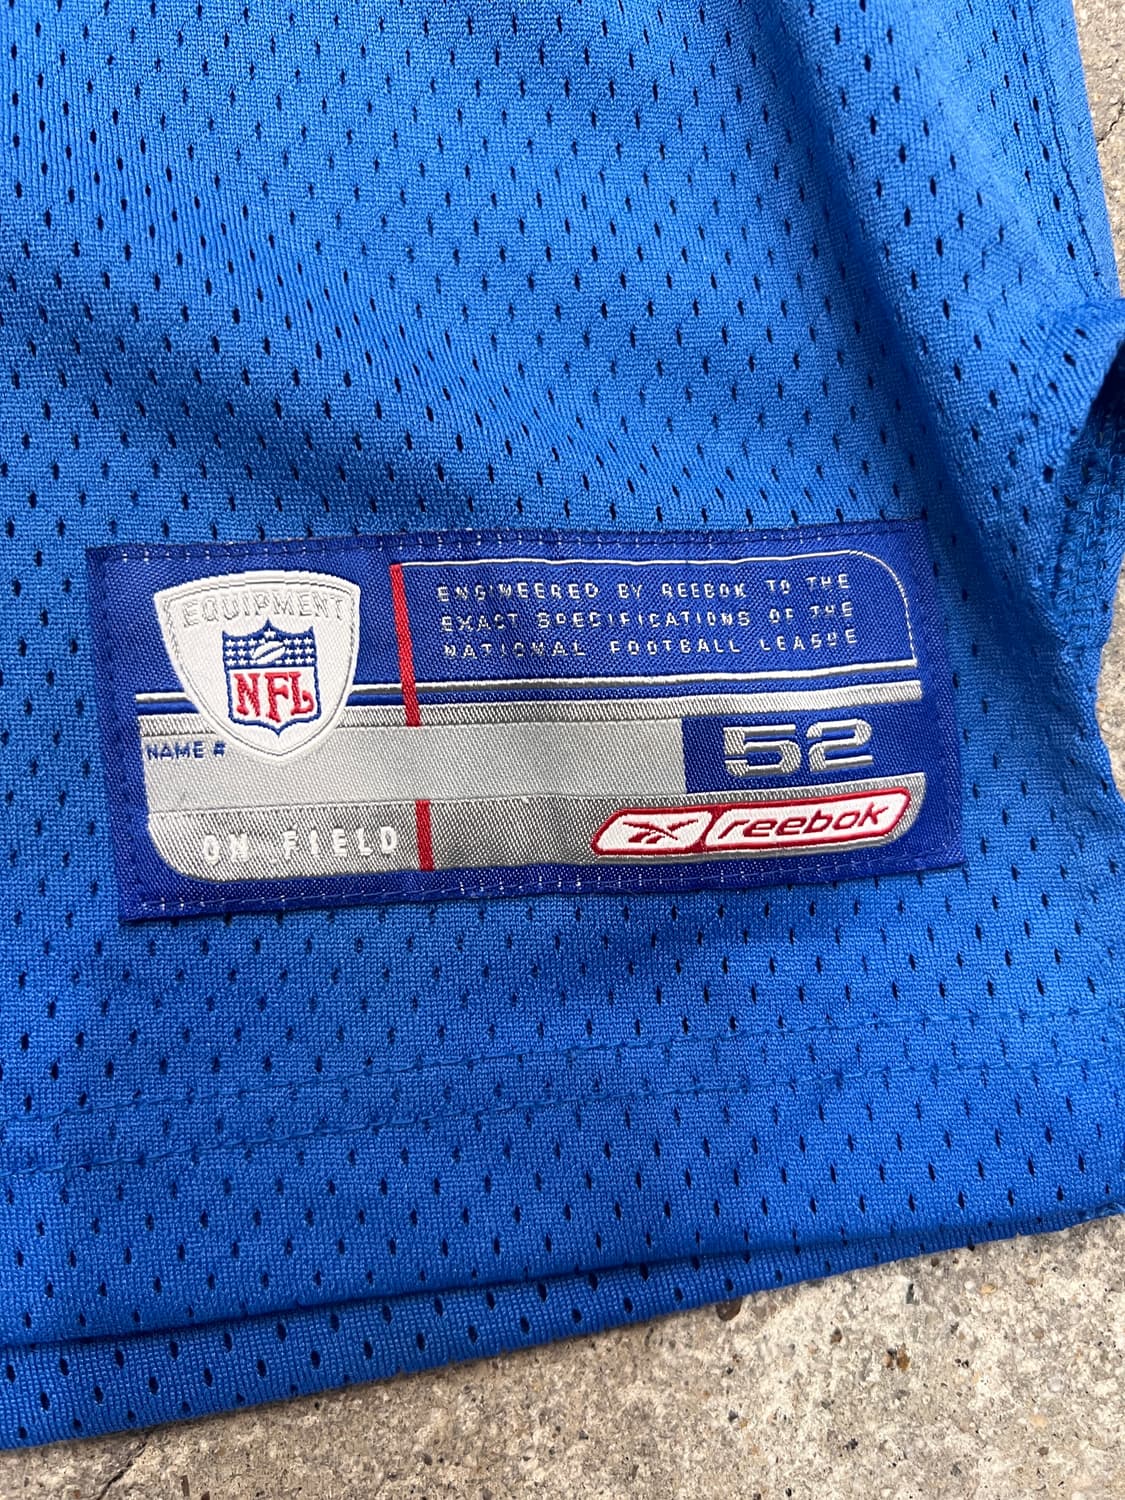 EQUIPMENT
NFL
ENGINEERED BY REEBOK TO THE
EXACT SPECIFICATIONS OF THE
NATIONAL FOOTBALL LEAGUE
NAME #
52
ON FIELD
reebok